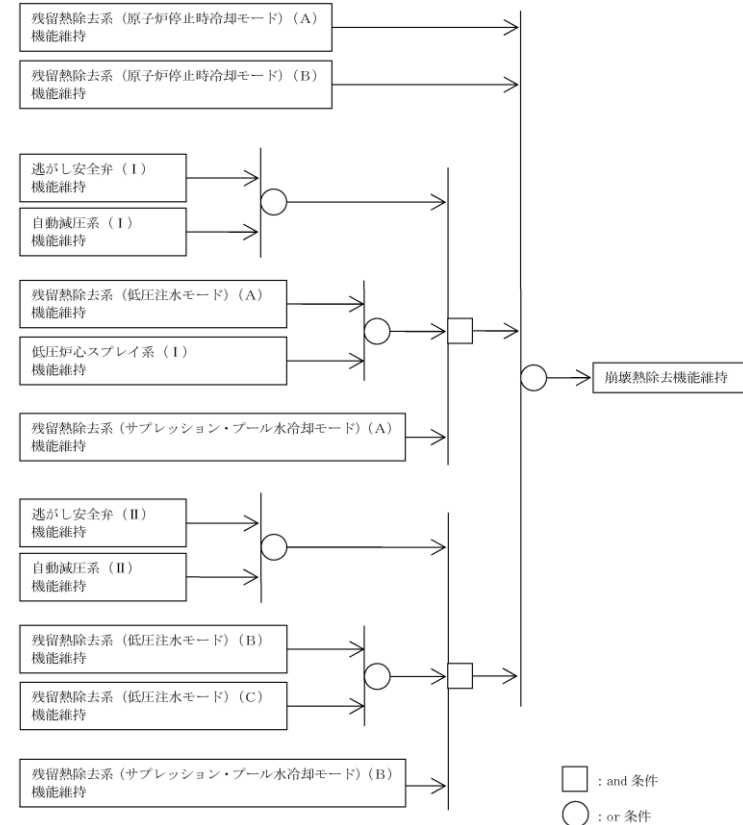 残留熱除去系（原子炉停止時冷却モード）（A）
機能維持
残留熱除去系（原子炉停止時冷却モード）（B）
機能維持
逃がし安全弁（Ⅰ）
機能維持
自動減圧系（Ⅰ）
機能維持
残留熱除去系（低圧注水モード）（A）
機能維持
低圧炉心スプレイ系（Ⅰ）
機能維持
残留熱除去系（サプレッション・プール水冷却モード）（A）
機能維持
崩壊熱除去機能維持
逃がし安全弁（Ⅱ）
機能維持
自動減圧系（Ⅱ）
機能維持
残留熱除去系（低圧注水モード）（B）
機能維持
残留熱除去系（低圧注水モード）（C）
機能維持
残留熱除去系（サプレッション・プール水冷却モード）（B）
機能維持
：and 条件
：or 条件